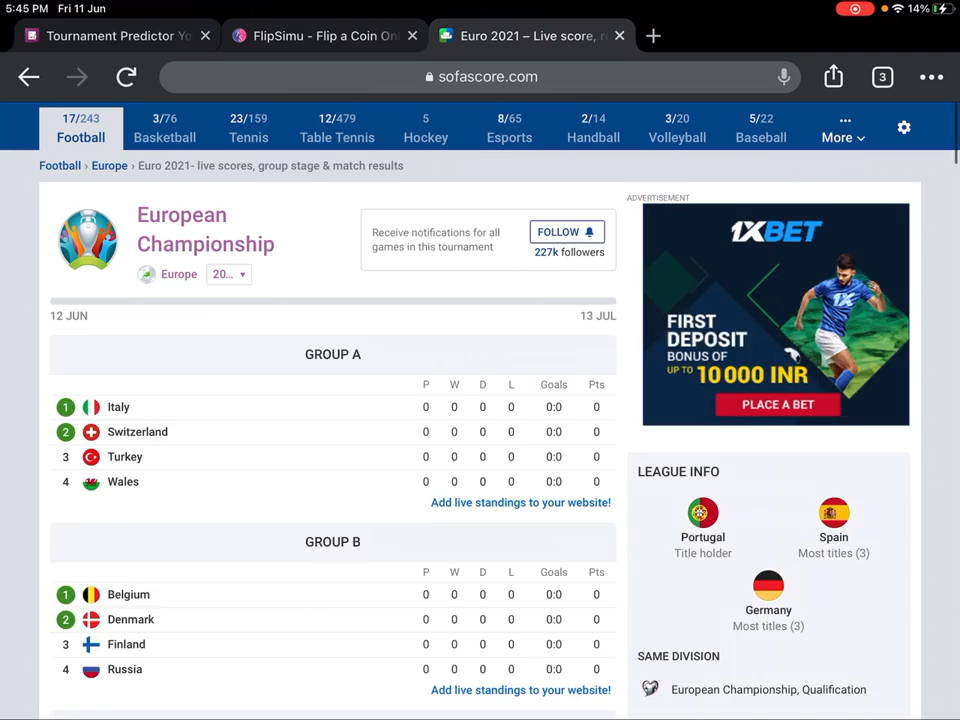 5:45 PM Fri 11 Jun 14%
Tournament Predictor Yo FlipSimu - Flip a Coin Onl Euro 2021 – Live score, r
sofascore.com 3
17/243 3/76 23/159 12/479 5 8/65 2/14 3/20 5/22 ...
Football Basketball Tennis Table Tennis Hockey Esports Handball Volleyball Baseball More
Football › Europe › Euro 2021- live scores, group stage & match results
European
Championship
Europe 20...
Receive notifications for all
games in this tournament
FOLLOW
227k followers
12 JUN 13 JUL
GROUP A
P W D L Goals Pts
1 Italy 0 0 0 0 0:0 0
2 Switzerland 0 0 0 0 0:0 0
3 Turkey 0 0 0 0 0:0 0
4 Wales 0 0 0 0 0:0 0
Add live standings to your website!
GROUP B
P W D L Goals Pts
1 Belgium 0 0 0 0 0:0 0
2 Denmark 0 0 0 0 0:0 0
3 Finland 0 0 0 0 0:0 0
4 Russia 0 0 0 0 0:0 0
Add live standings to your website!
ADVERTISEMENT
1XBET
1X
FIRST
DEPOSIT
BONUS OF
UP TO 10 000 INR
PLACE A BET
LEAGUE INFO
Portugal Spain
Title holder Most titles (3)
Germany
Most titles (3)
SAME DIVISION
European Championship, Qualification